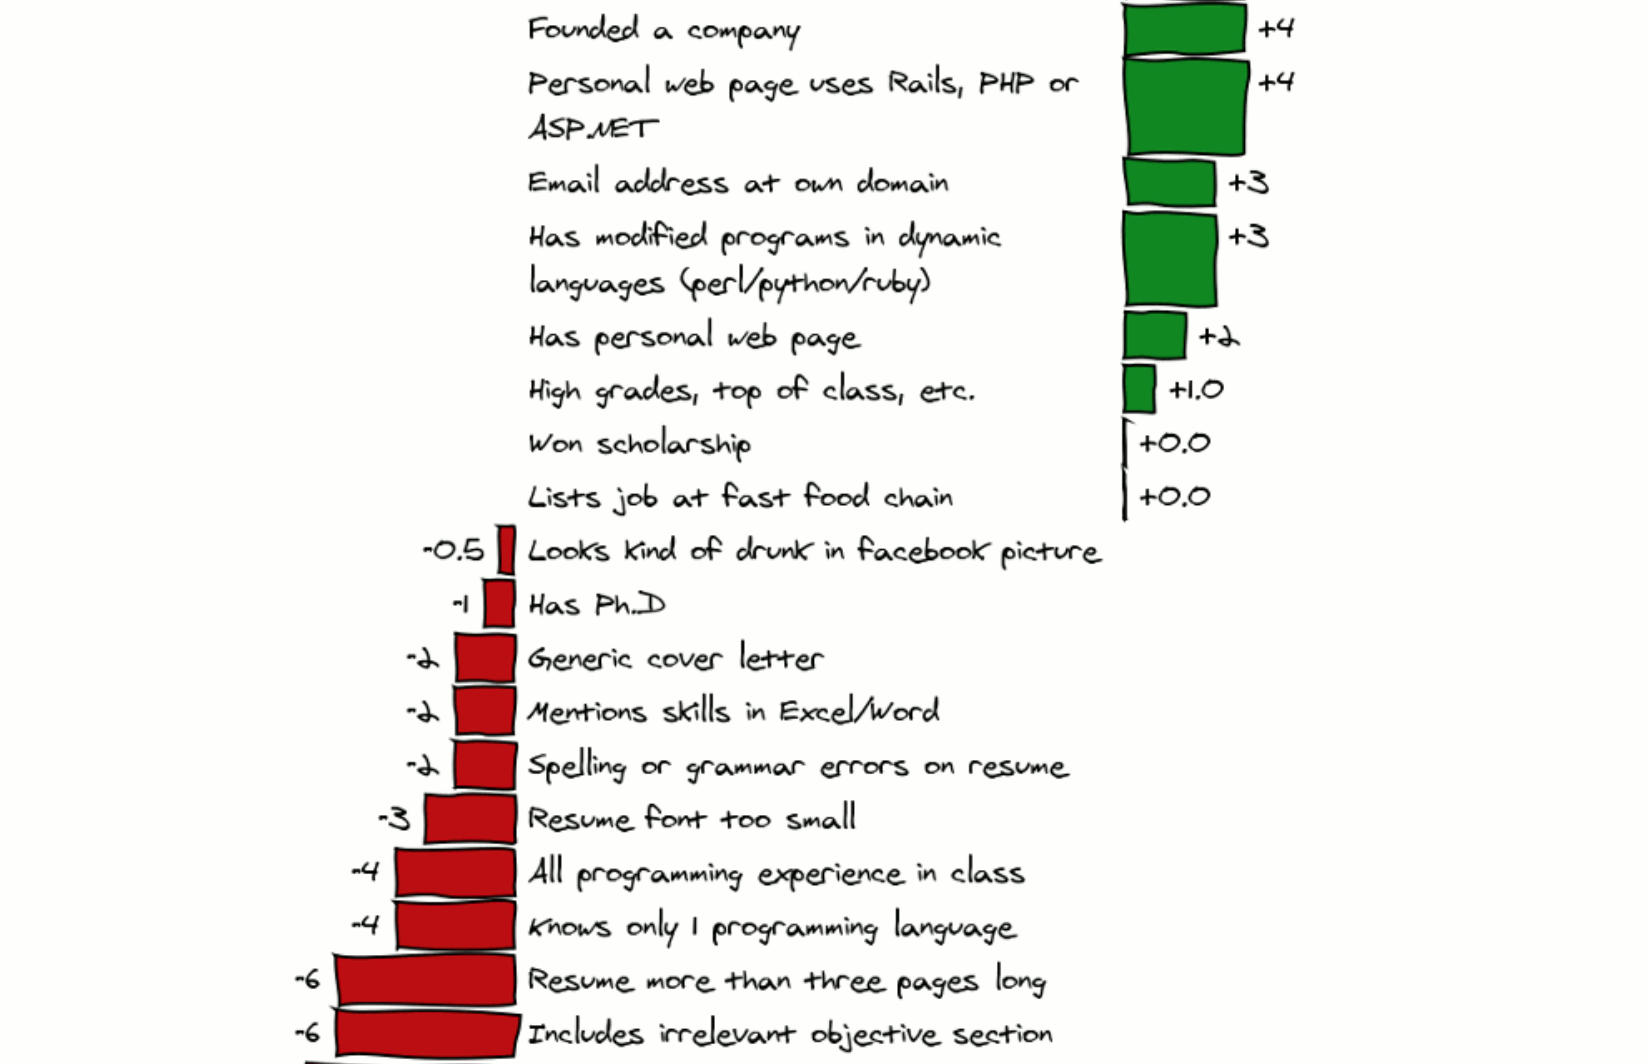 Founded a company +4
Personal web page uses Rails, PHP or +4
ASP.NET
Email address at own domain +3
Has modified programs in dynamic +3
languages (perl/python/ruby)
Has personal web page +2
High grades, top of class, etc. +1.0
Won scholarship +0.0
Lists job at fast food chain +0.0
-0.5 Looks kind of drunk in facebook picture
-1 Has Ph.D
-2 Generic cover letter
-2 Mentions skills in Excel/Word
-2 Spelling or grammar errors on resume
-3 Resume font too small
-4 All programming experience in class
-4 Knows only 1 programming language
-6 Resume more than three pages long
-6 Includes irrelevant objective section